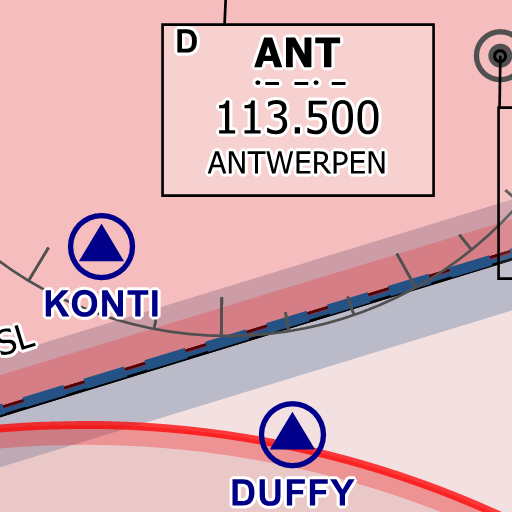 D
ANT
·– –· –
113.500
ANTWERPEN
KONTI
SL
DUFFY